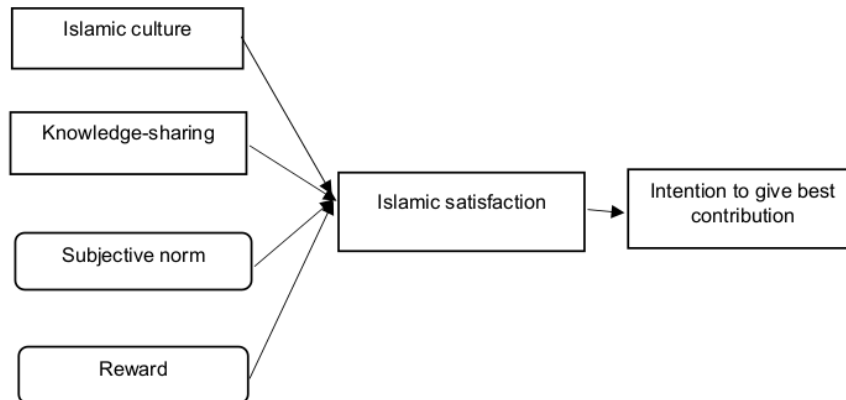 Islamic culture
Knowledge-sharing
Subjective norm
Reward
Islamic satisfaction
Intention to give best
contribution